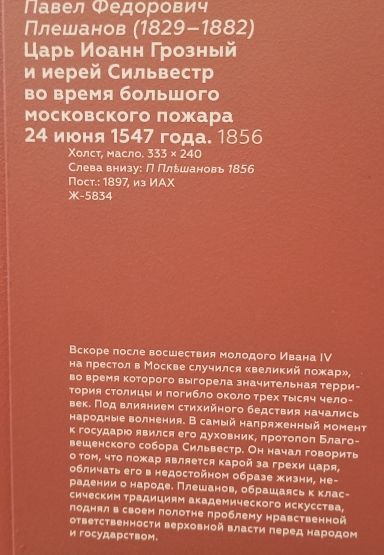 Павел Федорович
Плешанов (1829–1882)
Царь Иоанн Грозный
и иерей Сильвестр
во время большого
московского пожара
24 июня 1547 года. 1856
Холст, масло. 333 × 240
Слева внизу: П Плѣшановъ 1856
Пост.: 1897, из ИАХ
Ж-5834
Вскоре после восшествия молодого Ивана IV
на престол в Москве случился «великий пожар»,
во время которого выгорела значительная терри-
тория столицы и погибло около трех тысяч чело-
век. Под влиянием стихийного бедствия начались
народные волнения. В самый напряженный момент
к государю явился его духовник, протопоп Благо-
вещенского собора Сильвестр. Он начал говорить
о том, что пожар является карой за грехи царя,
обличать его в недостойном образе жизни, не-
радении о народе. Плешанов, обращаясь к клас-
сическим традициям академического искусства,
поднял в своем полотне проблему нравственной
ответственности верховной власти перед народом
и государством.